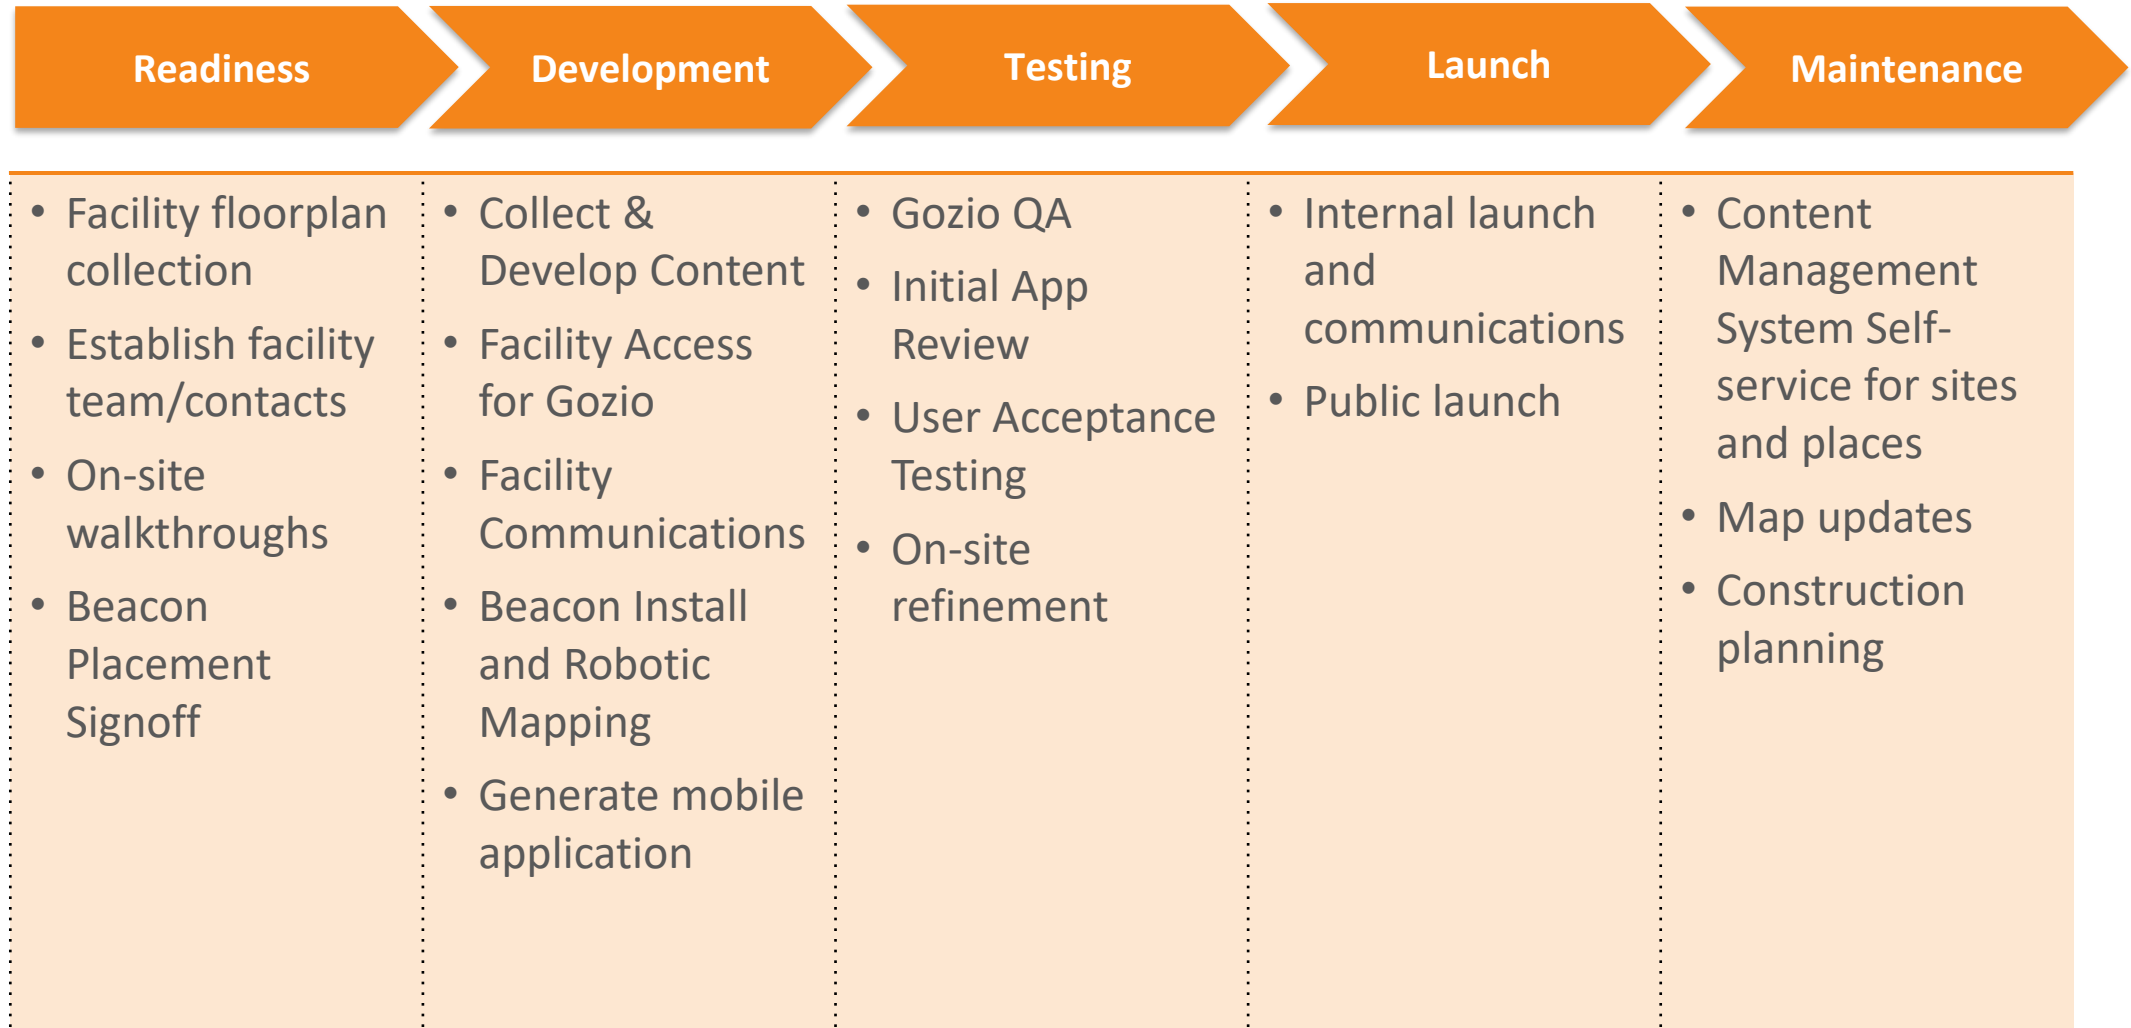 Readiness
Development
Testing
Launch
Maintenance
• Facility floorplan
collection
• Establish facility
team/contacts
• On-site
walkthroughs
• Beacon
Placement
Signoff
• Collect &
Develop Content
• Facility Access
for Gozio
• Facility
Communications
• Beacon Install
and Robotic
Mapping
• Generate mobile
application
• Gozio QA
• Initial App
Review
• User Acceptance
Testing
• On-site
refinement
• Internal launch
and
communications
• Public launch
• Content
Management
System Self-
service for sites
and places
• Map updates
• Construction
planning